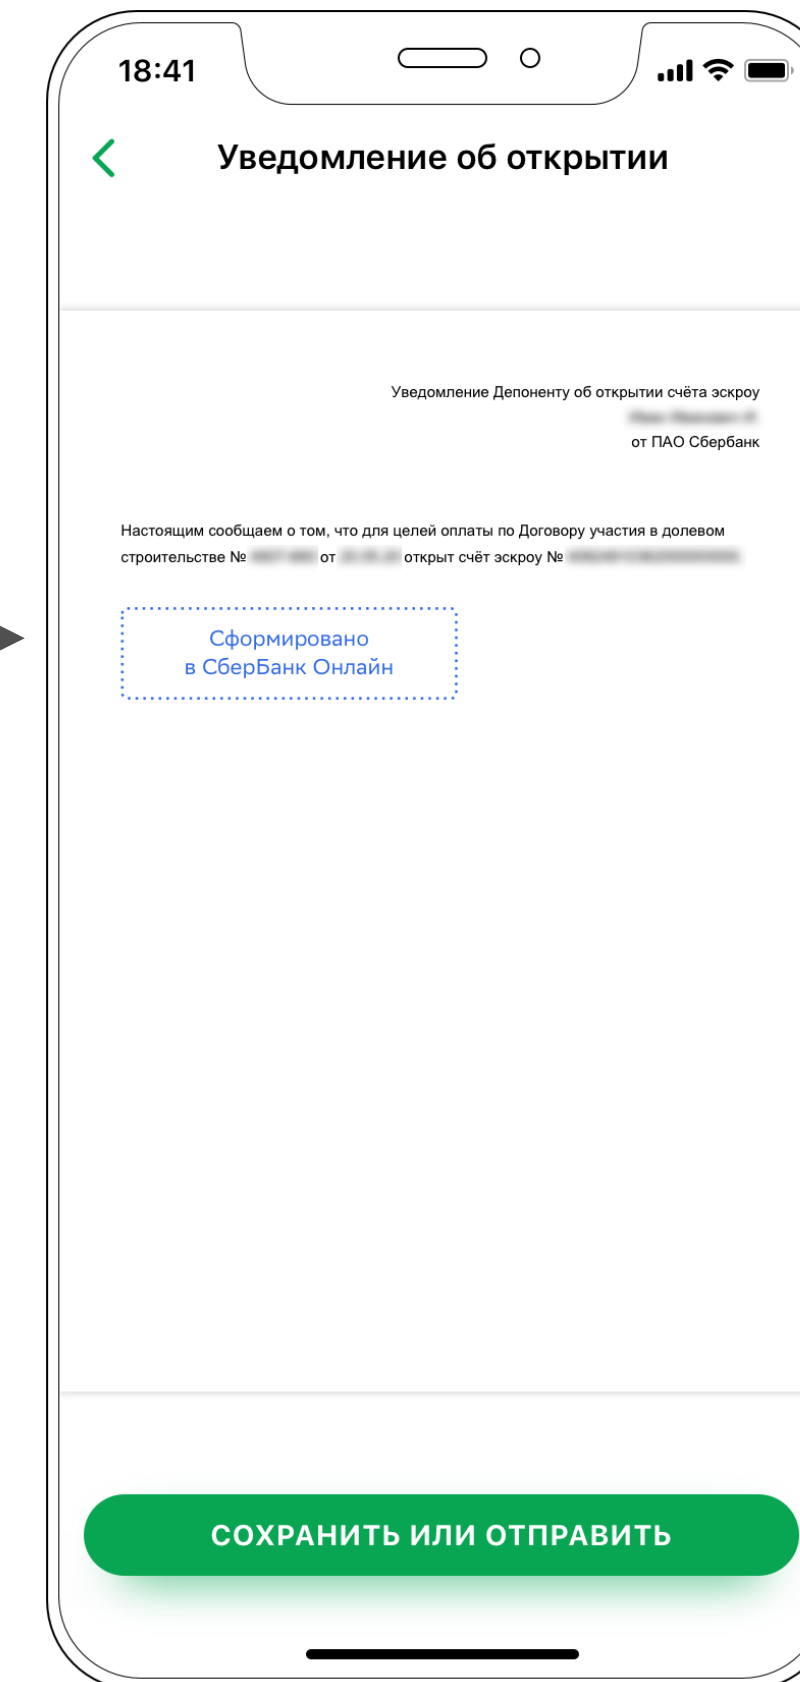 18:41
Уведомление об открытии
Уведомление Депоненту об открытии счёта эскроу
от ПАО Сбербанк
Настоящим сообщаем о том, что для целей оплаты по Договору участия в долевом
строительстве № от открыт счёт эскроу №
Сформировано
в СберБанк Онлайн
СОХРАНИТЬ ИЛИ ОТПРАВИТЬ